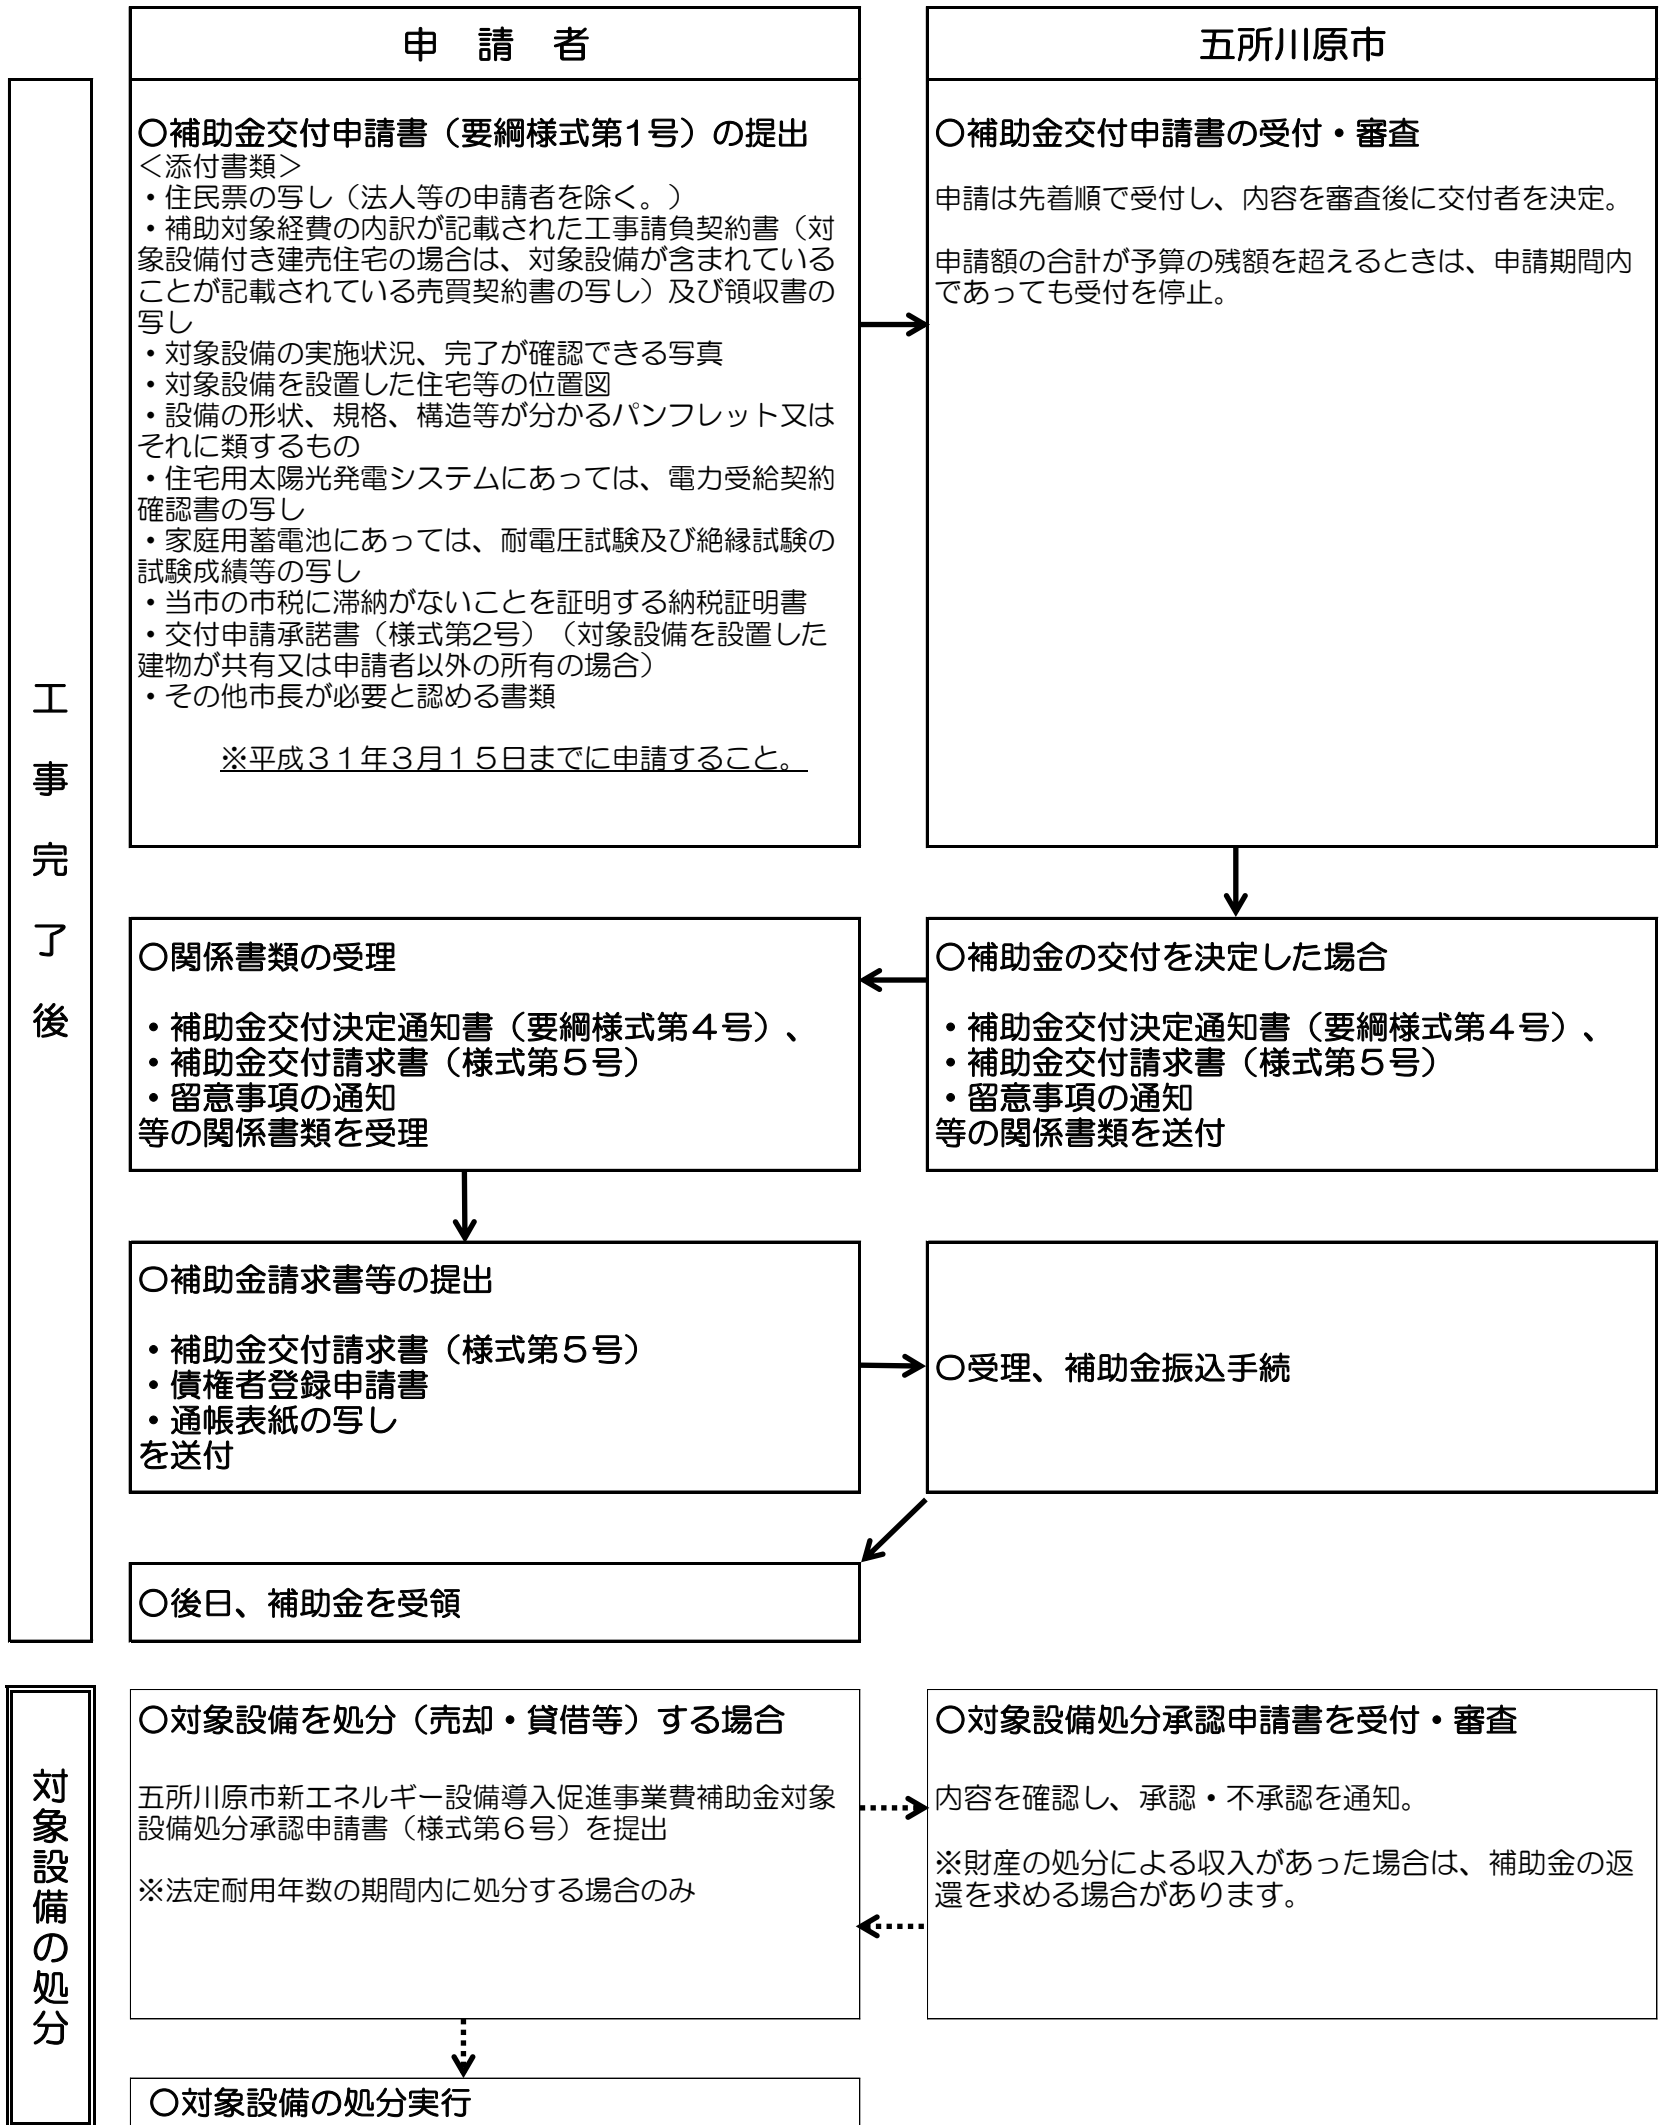 申　請　者
五所川原市
工事完了後
〇補助金交付申請書（要綱様式第1号）の提出
＜添付書類＞
・住民票の写し（法人等の申請者を除く。）
・補助対象経費の内訳が記載された工事請負契約書（対
象設備付き建売住宅の場合は、対象設備が含まれている
ことが記載されている売買契約書の写し）及び領収書の
写し
・対象設備の実施状況、完了が確認できる写真
・対象設備を設置した住宅等の位置図
・設備の形状、規格、構造等が分かるパンフレット又は
それに類するもの
・住宅用太陽光発電システムにあっては、電力受給契約
確認書の写し
・家庭用蓄電池にあっては、耐電圧試験及び絶縁試験の
試験成績等の写し
・当市の市税に滞納がないことを証明する納税証明書
・交付申請承諾書（様式第2号）（対象設備を設置した
建物が共有又は申請者以外の所有の場合）
・その他市長が必要と認める書類
※平成３１年３月１５日までに申請すること。
〇補助金交付申請書の受付・審査
申請は先着順で受付し、内容を審査後に交付者を決定。
申請額の合計が予算の残額を超えるときは、申請期間内
であっても受付を停止。
〇補助金の交付を決定した場合
・補助金交付決定通知書（要綱様式第４号）、
・補助金交付請求書（様式第５号）
・留意事項の通知
等の関係書類を送付
〇関係書類の受理
・補助金交付決定通知書（要綱様式第４号）、
・補助金交付請求書（様式第５号）
・留意事項の通知
等の関係書類を受理
〇補助金請求書等の提出
・補助金交付請求書（様式第５号）
・債権者登録申請書
・通帳表紙の写し
を送付
〇受理、補助金振込手続
〇後日、補助金を受領
対象設備の処分
〇対象設備を処分（売却・貸借等）する場合
五所川原市新エネルギー設備導入促進事業費補助金対象
設備処分承認申請書（様式第６号）を提出
※法定耐用年数の期間内に処分する場合のみ
〇対象設備処分承認申請書を受付・審査
内容を確認し、承認・不承認を通知。
※財産の処分による収入があった場合は、補助金の返
還を求める場合があります。
〇対象設備の処分実行